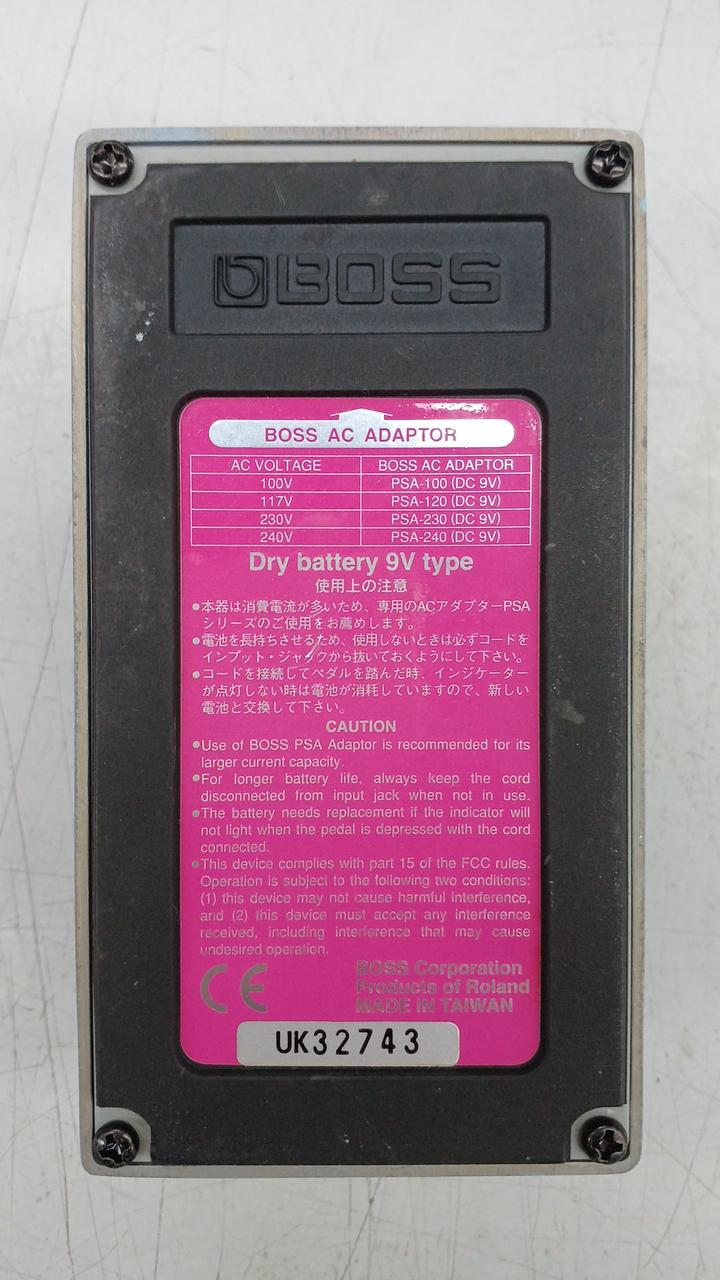 BOSS
BOSS AC ADAPTOR
AC VOLTAGE BOSS AC ADAPTOR
100V PSA-100 (DC 9V)
117V PSA-120 (DC 9V)
230V PSA-230 (DC 9V)
240V PSA-240 (DC 9V)
Dry battery 9V type
使用上の注意
●本器は消費電流が多いため、専用のACアダプターPSA
シリーズのご使用をお薦めします。
●電池を長持ちさせるため、使用しないときは必ずコードを
インプット・ジャックから抜いておくようにして下さい。
●コードを接続してペダルを踏んだ時、インジケーター
が点灯しない時は電池が消耗していますので、新しい
電池と交換して下さい。
CAUTION
●Use of BOSS PSA Adaptor is recommended for its
larger current capacity.
●For longer battery life, always keep the cord
disconnected from input jack when not in use.
●The battery needs replacement if the indicator will
not light when the pedal is depressed with the cord
connected.
●This device complies with part 15 of the FCC rules.
Operation is subject to the following two conditions:
(1) this device may not cause harmful interference,
and (2) this device must accept any interference
received, including interference that may cause
undesired operation.
CE
BOSS Corporation
Products of Roland
MADE IN TAIWAN
UK32743